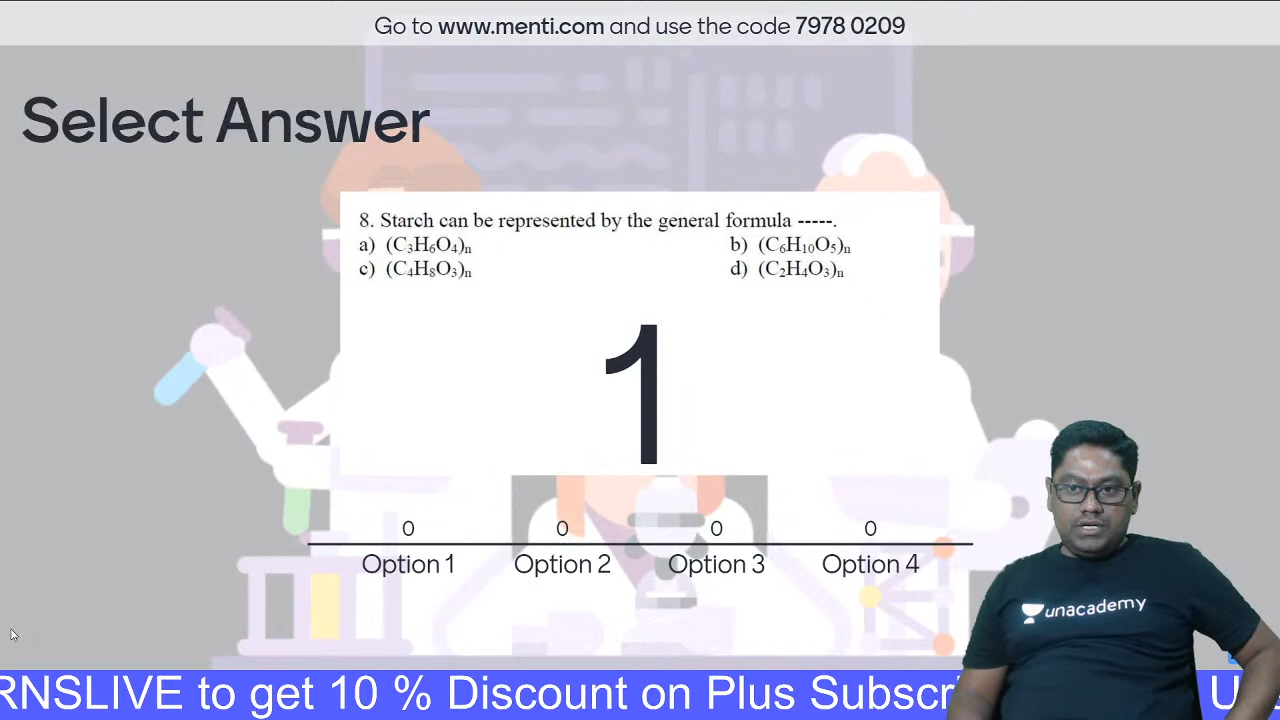 Go to www.menti.com and use the code 7978 0209
Select Answer
8. Starch can be represented by the general formula -----.
a) (C₃H₆O₄)ₙ b) (C₆H₁₀O₅)ₙ
c) (C₄H₈O₃)ₙ d) (C₂H₄O₃)ₙ
1
0 0 0 0
Option 1 Option 2 Option 3 Option 4
unacademy
RNSLIVE to get 10 % Discount on Plus Subscri U